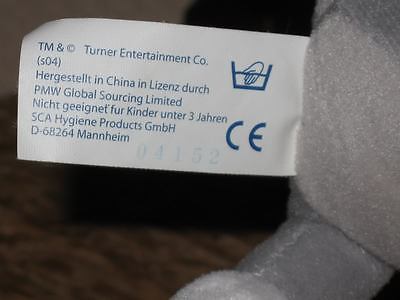 TM & © Turner Entertainment Co.
(s04)
Hergestellt in China in Lizenz durch
PMW Global Sourcing Limited
Nicht geeignet für Kinder unter 3 Jahren
SCA Hygiene Products GmbH
D-68264 Mannheim
CE
04152